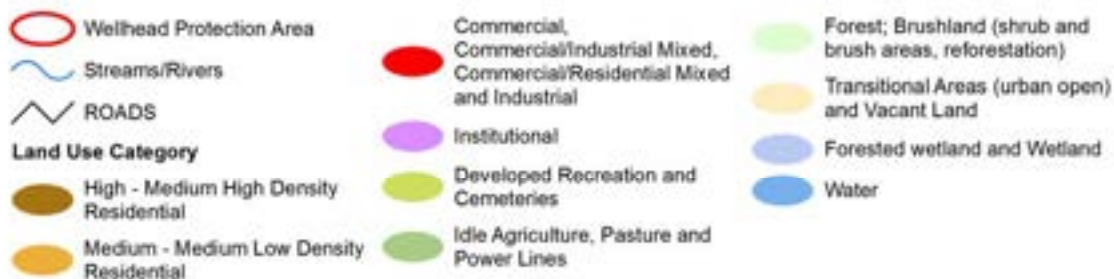 Wellhead Protection Area
Streams/Rivers
ROADS
Land Use Category
High - Medium High Density
Residential
Medium - Medium Low Density
Residential
Commercial,
Commercial/Industrial Mixed,
Commercial/Residential Mixed
and Industrial
Institutional
Developed Recreation and
Cemeteries
Idle Agriculture, Pasture and
Power Lines
Forest; Brushland (shrub and
brush areas, reforestation)
Transitional Areas (urban open)
and Vacant Land
Forested wetland and Wetland
Water